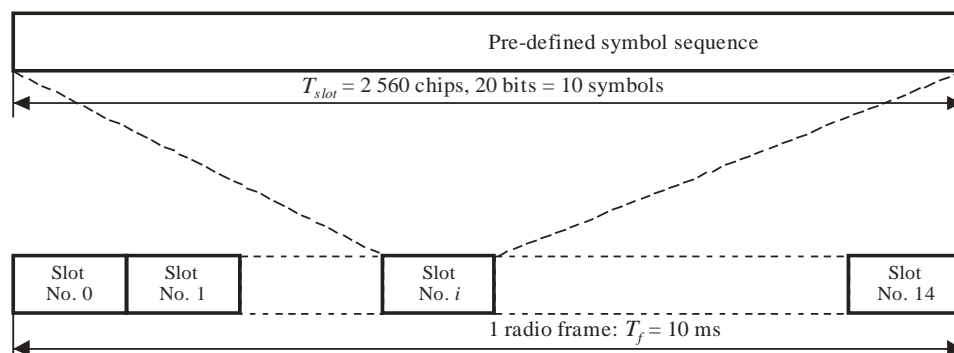 Pre-defined symbol sequence
T_slot = 2 560 chips, 20 bits = 10 symbols
Slot No. 0
Slot No. 1
Slot No. i
Slot No. 14
1 radio frame: T_f = 10 ms